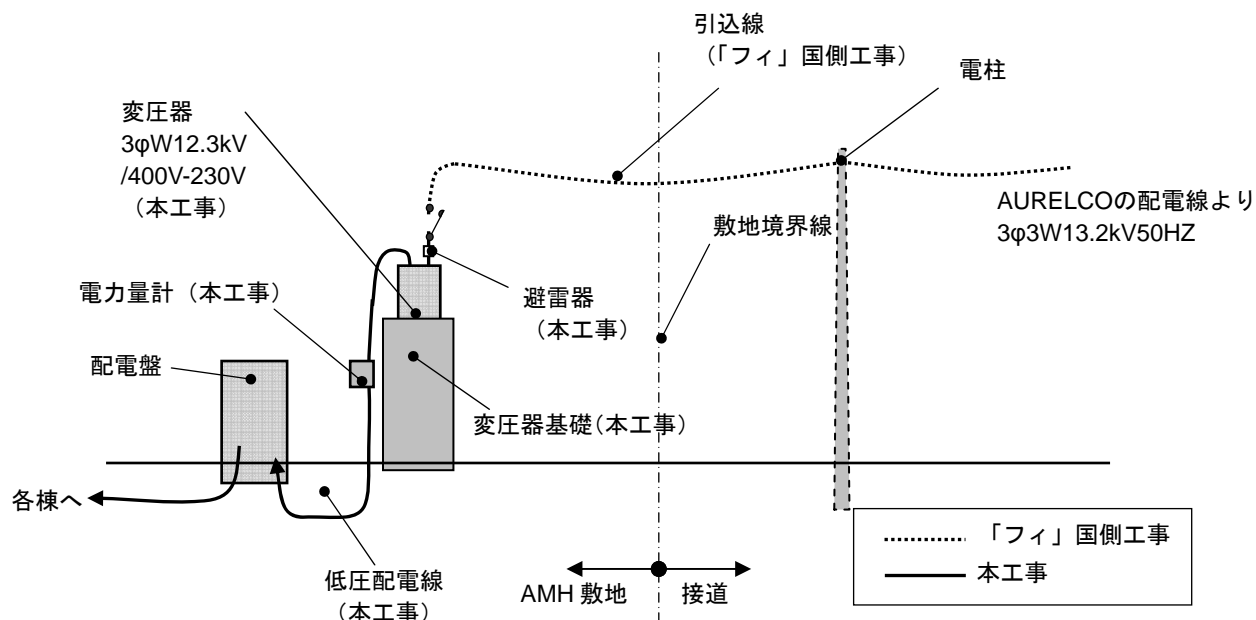 引込線
（「フィ」国側工事）
電柱
変圧器
3φW12.3kV
/400V-230V
（本工事）
AURELCOの配電線より
3φ3W13.2kV50HZ
敷地境界線
電力量計（本工事）
避雷器
（本工事）
配電盤
変圧器基礎（本工事）
各棟へ
「フィ」国側工事
本工事
低圧配電線
（本工事）
AMH 敷地
接道